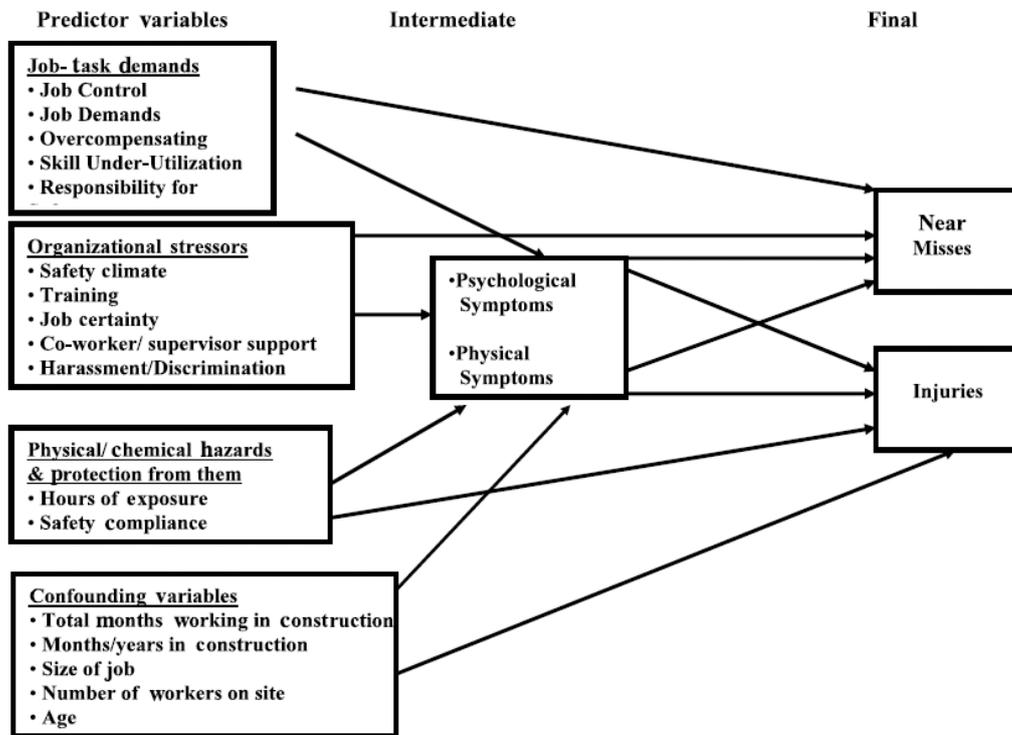 Predictor variables
Intermediate
Final
Job- task demands
• Job Control
• Job Demands
• Overcompensating
• Skill Under-Utilization
• Responsibility for
Organizational stressors
• Safety climate
• Training
• Job certainty
• Co-worker/ supervisor support
• Harassment/Discrimination
Physical/ chemical hazards
& protection from them
• Hours of exposure
• Safety compliance
Confounding variables
• Total months working in construction
• Months/years in construction
• Size of job
• Number of workers on site
• Age
•Psychological
Symptoms
•Physical
Symptoms
Near
Misses
Injuries